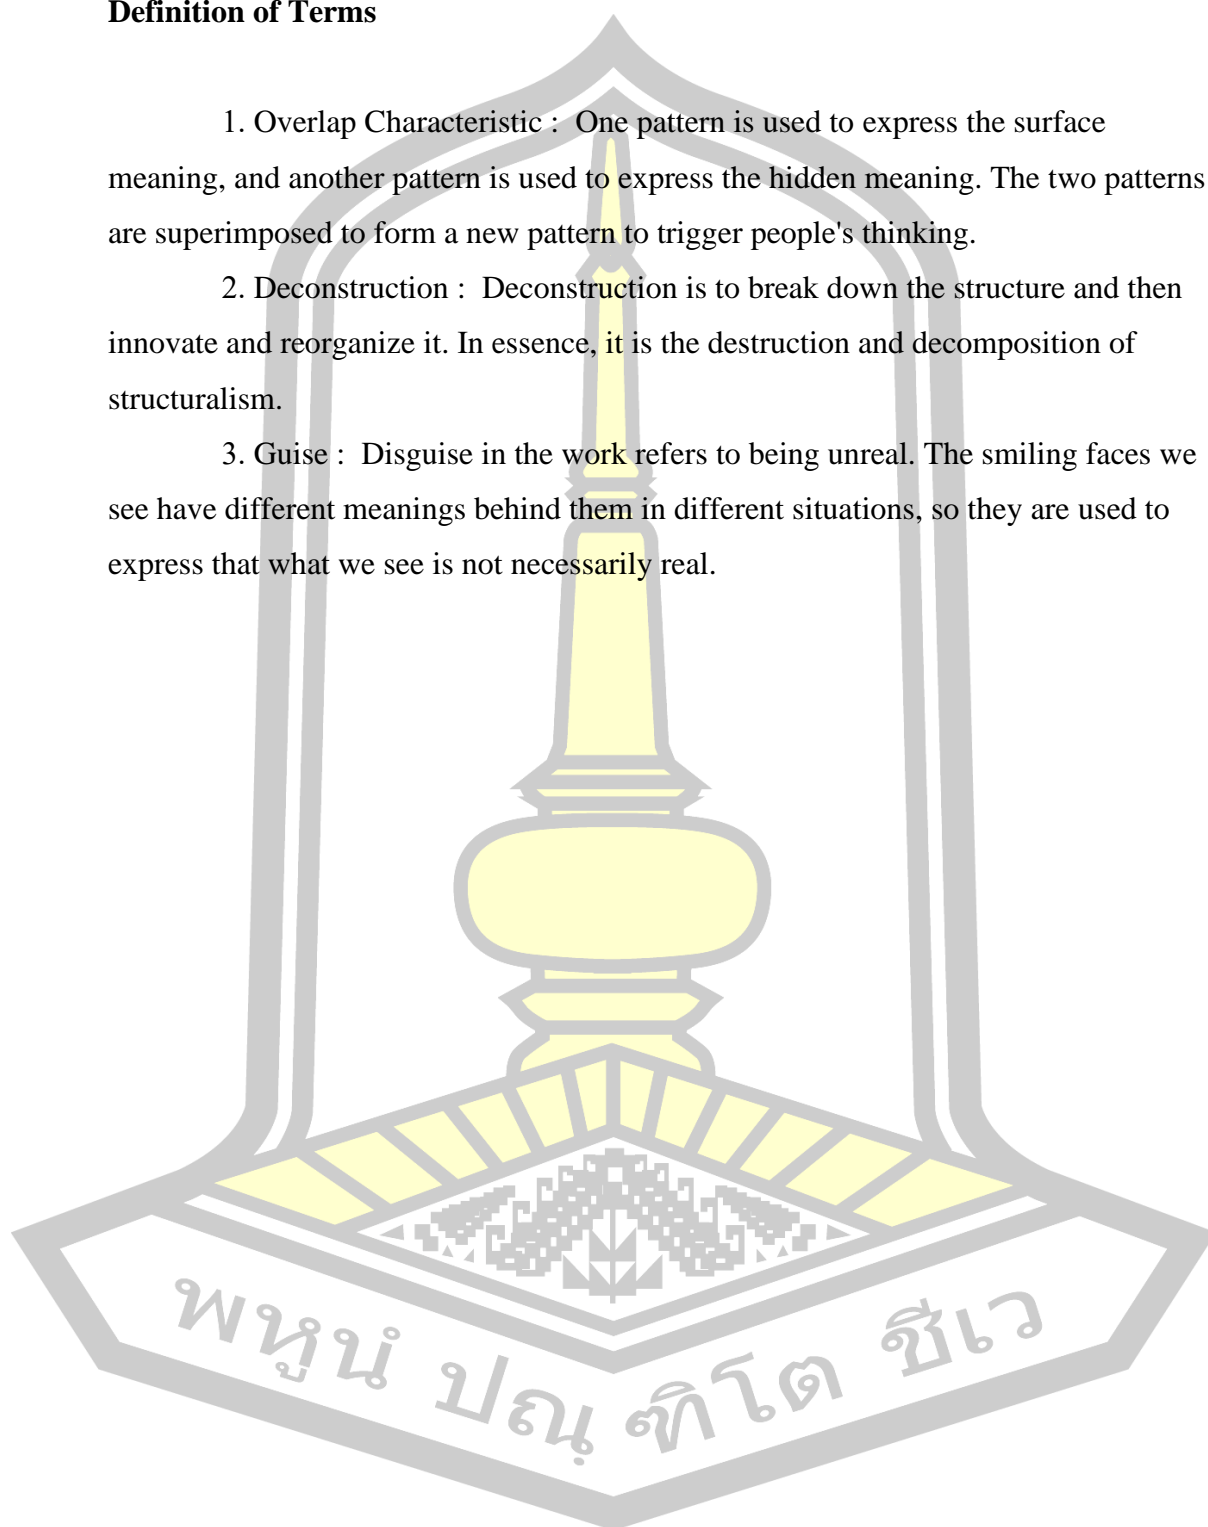 Definition of Terms
1. Overlap Characteristic : One pattern is used to express the surface
meaning, and another pattern is used to express the hidden meaning. The two patterns
are superimposed to form a new pattern to trigger people's thinking.
2. Deconstruction : Deconstruction is to break down the structure and then
innovate and reorganize it. In essence, it is the destruction and decomposition of
structuralism.
3. Guise : Disguise in the work refers to being unreal. The smiling faces we
see have different meanings behind them in different situations, so they are used to
express that what we see is not necessarily real.
พหูนํ ปณฺฑิโต ชีเว